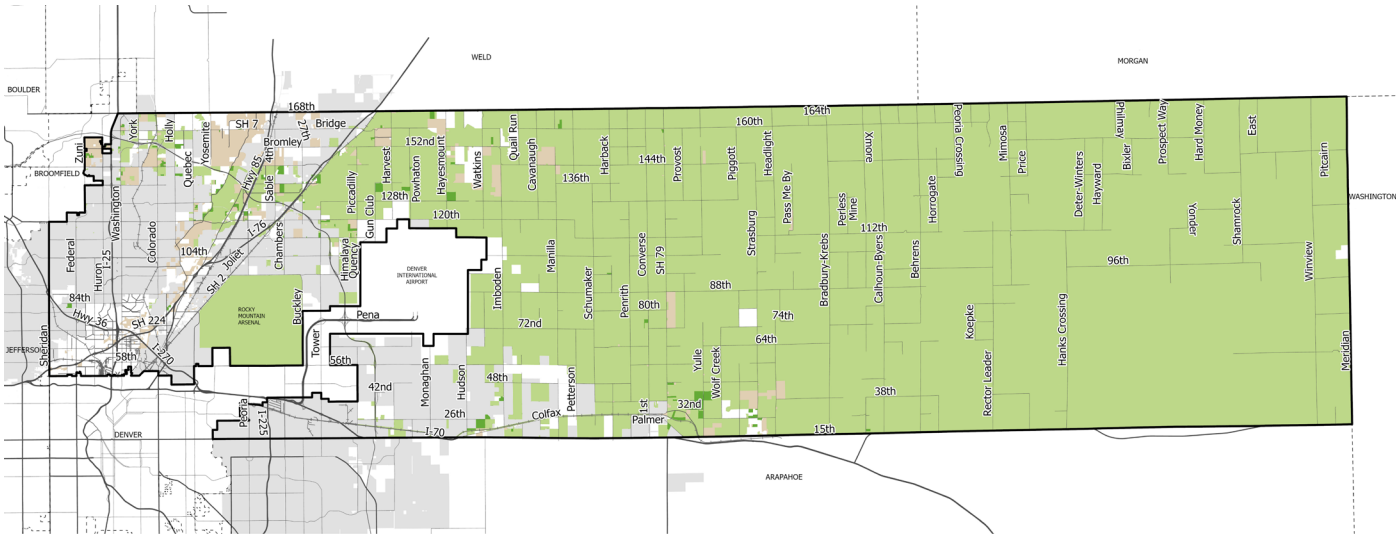 WELD
MORGAN
BOULDER
168th
164th
York
Holly
Yosemite
SH 7
27th
Bridge
160th
Quail Run
Peoria Crossing
Philmay
Prospect Way
Hard Money
East
Zuni
Quebec
Hwy 85
Bromley
Sable
4th
152nd
Harvest
Powhaton
Hayesmount
Watkins
Cavanaugh
Harback
144th
Provost
Piggott
Headlight
Xmore
Mimosa
Price
Bixler
Pitcairn
BROOMFIELD
136th
Piccadilly
128th
Pass Me By
Perless
Mine
Horrogate
Deter-Winters
Hayward
WASHINGTON
Washington
Gun Club
120th
Strasburg
112th
Yonder
Shamrock
Federal
Huron
I-25
Colorado
104th
I-76
Chambers
Himalaya
Quency
Manilla
Converse
SH 79
Bradbury-Krebs
Calhoun-Byers
Behrens
96th
Winview
SH 2
Joliet
DENVER
INTERNATIONAL
AIRPORT
Imboden
Schumaker
Penrith
88th
84th
Hwy 36
SH 224
ROCKY
MOUNTAIN
ARSENAL
Buckley
Pena
80th
74th
72nd
64th
Koepke
Hanks Crossing
JEFFERSON
Sheridan
58th
I-270
Tower
56th
42nd
Monaghan
Hudson
48th
Petterson
Yulle
Wolf Creek
Rector Leader
Meridian
38th
Peoria
I-225
26th
Colfax
1st
32nd
Palmer
I-70
15th
DENVER
ARAPAHOE